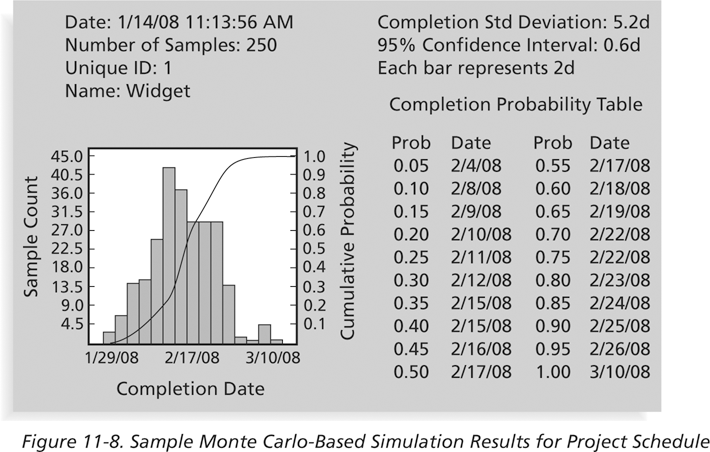 Date: 1/14/08 11:13:56 AM
Number of Samples: 250
Unique ID: 1
Name: Widget
Completion Std Deviation: 5.2d
95% Confidence Interval: 0.6d
Each bar represents 2d
Completion Probability Table
Prob Date Prob Date
0.05 2/4/08 0.55 2/17/08
0.10 2/8/08 0.60 2/18/08
0.15 2/9/08 0.65 2/19/08
0.20 2/10/08 0.70 2/22/08
0.25 2/11/08 0.75 2/22/08
0.30 2/12/08 0.80 2/23/08
0.35 2/15/08 0.85 2/24/08
0.40 2/15/08 0.90 2/25/08
0.45 2/16/08 0.95 2/26/08
0.50 2/17/08 1.00 3/10/08
Sample Count
45.0
40.5
36.0
31.5
27.0
22.5
18.0
13.5
9.0
4.5
1.0
0.9
0.8
0.7
0.6
0.5
0.4
0.3
0.2
0.1
Cumulative Probability
1/29/08 2/17/08 3/10/08
Completion Date
Figure 11-8. Sample Monte Carlo-Based Simulation Results for Project Schedule